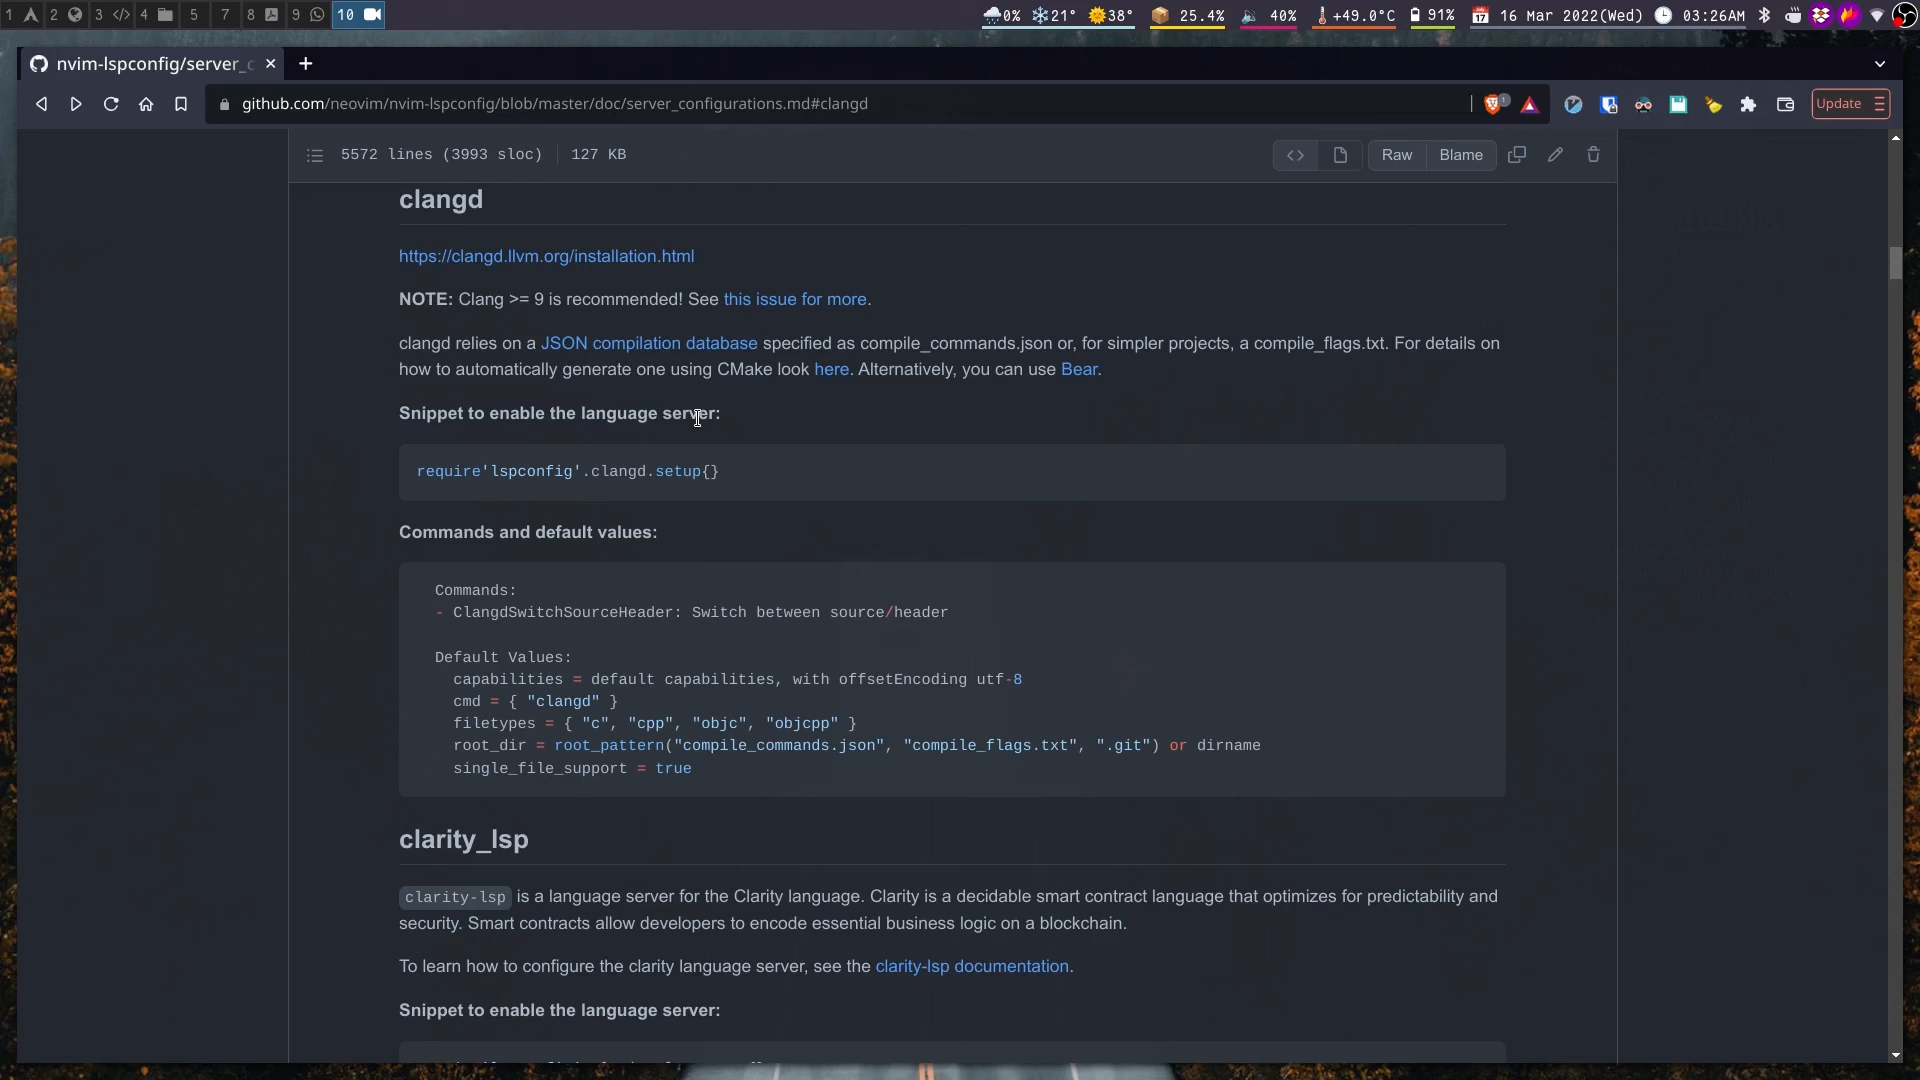 1 2 3 4 5 7 8 9 10 0% 21° 38° 25.4% 40% +49.0°C 91% 16 Mar 2022(Wed) 03:26AM
nvim-lspconfig/server_c
github.com/neovim/nvim-lspconfig/blob/master/doc/server_configurations.md#clangd 1 Update
5572 lines (3993 sloc) 127 KB <> Raw Blame
clangd
https://clangd.llvm.org/installation.html
NOTE: Clang >= 9 is recommended! See this issue for more.
clangd relies on a JSON compilation database specified as compile_commands.json or, for simpler projects, a compile_flags.txt. For details on
how to automatically generate one using CMake look here. Alternatively, you can use Bear.
Snippet to enable the language server:
require'lspconfig'.clangd.setup{}
Commands and default values:
Commands:
- ClangdSwitchSourceHeader: Switch between source/header
Default Values:
capabilities = default capabilities, with offsetEncoding utf-8
cmd = { "clangd" }
filetypes = { "c", "cpp", "objc", "objcpp" }
root_dir = root_pattern("compile_commands.json", "compile_flags.txt", ".git") or dirname
single_file_support = true
clarity_lsp
clarity-lsp is a language server for the Clarity language. Clarity is a decidable smart contract language that optimizes for predictability and
security. Smart contracts allow developers to encode essential business logic on a blockchain.
To learn how to configure the clarity language server, see the clarity-lsp documentation.
Snippet to enable the language server: